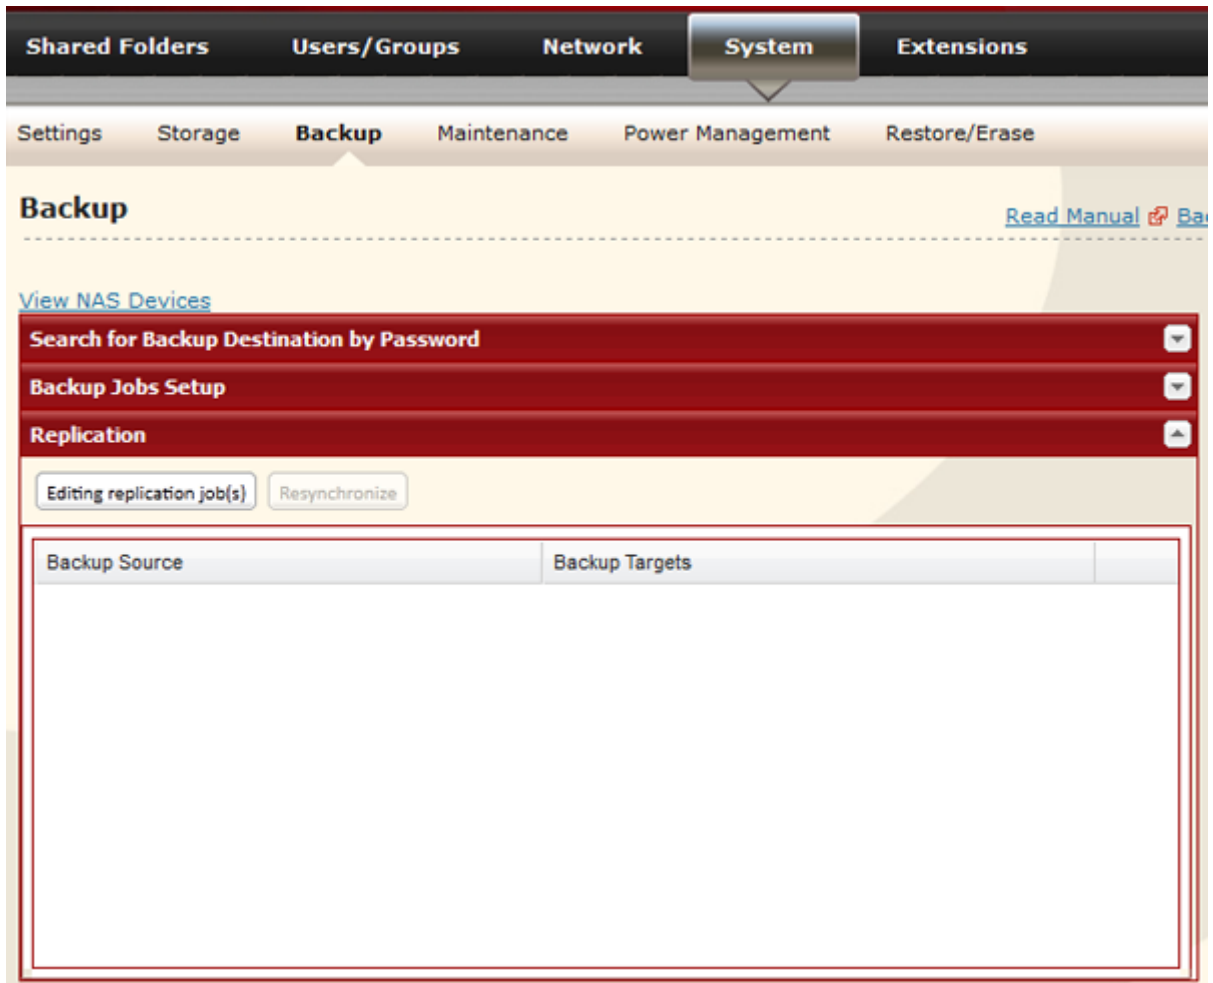 Shared Folders Users/Groups Network System Extensions
Settings Storage Backup Maintenance Power Management Restore/Erase
Backup
Read Manual
View NAS Devices
Search for Backup Destination by Password
Backup Jobs Setup
Replication
Editing replication job(s) Resynchronize
Backup Source Backup Targets